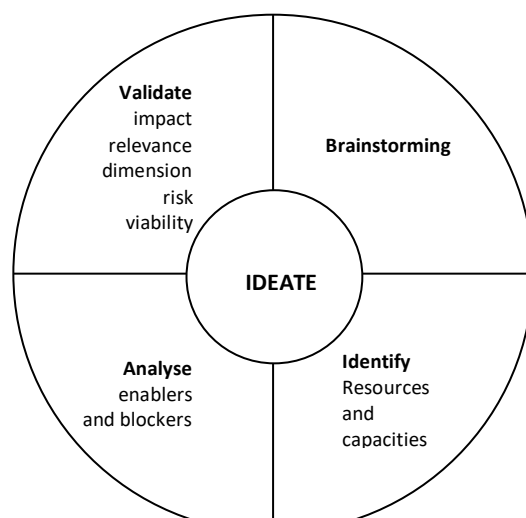 Validate
impact
relevance
dimension
risk
viability
Brainstorming
IDEATE
Analyse
enablers
and blockers
Identify
Resources
and
capacities